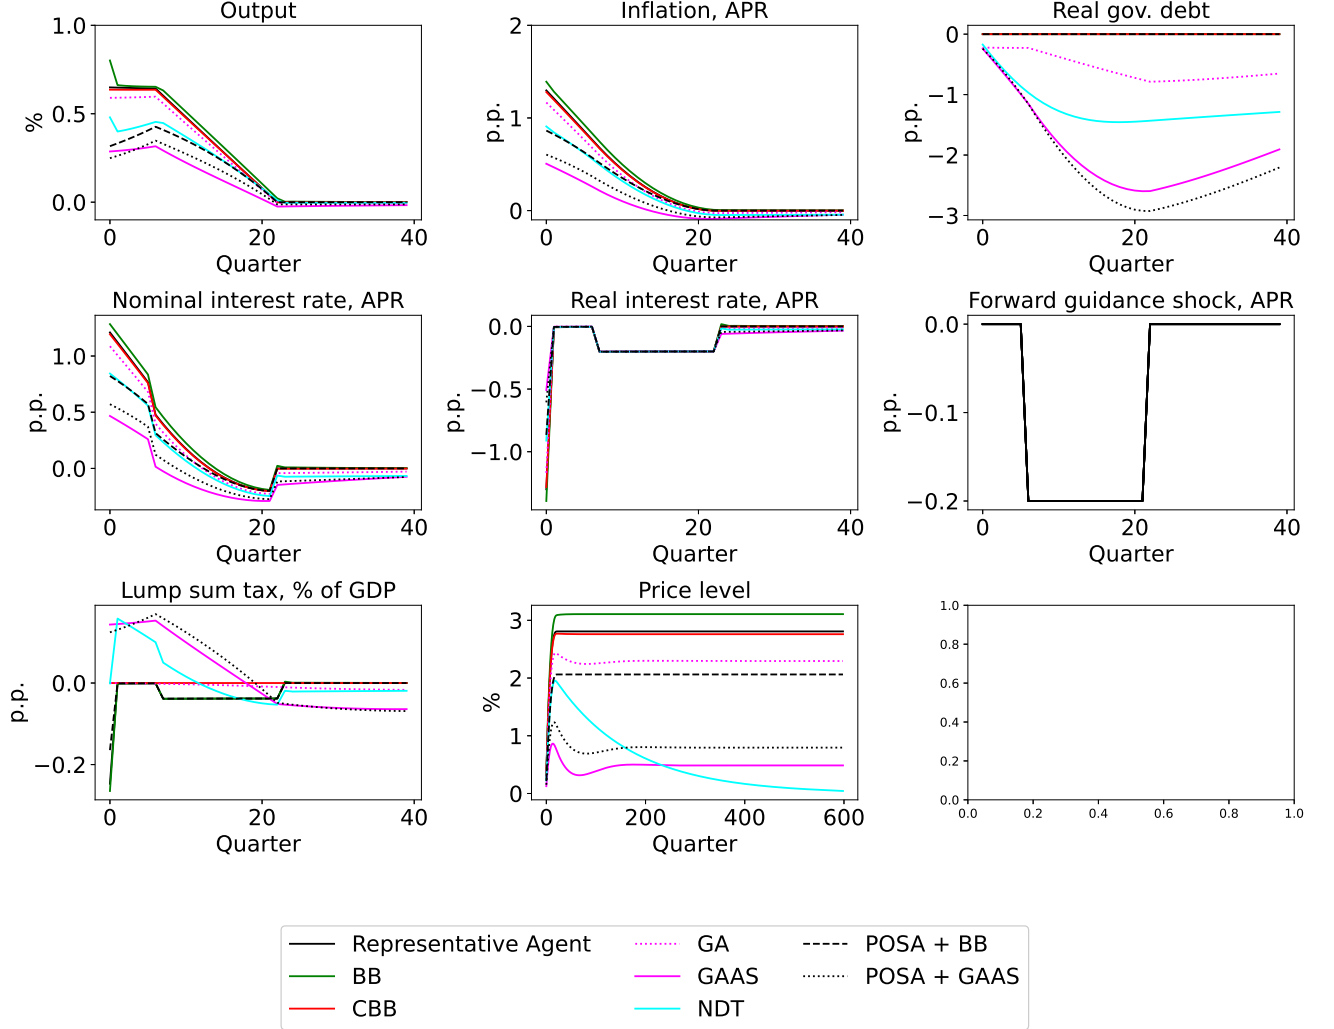 Output
Inflation, APR
Real gov. debt
1.0
0.5
0.0
%
0
20
40
Quarter
2
1
0
p.p.
0
20
40
Quarter
0
−1
−2
−3
p.p.
0
20
40
Quarter
Nominal interest rate, APR
Real interest rate, APR
Forward guidance shock, APR
1.0
0.5
0.0
p.p.
0
20
40
Quarter
0.0
−0.5
−1.0
p.p.
0
20
40
Quarter
0.0
−0.1
−0.2
p.p.
0
20
40
Quarter
Lump sum tax, % of GDP
Price level
0.0
−0.2
p.p.
0
20
40
Quarter
3
2
1
0
%
0
200
400
600
Quarter
1.0
0.8
0.6
0.4
0.2
0.0
0.0
0.2
0.4
0.6
0.8
1.0
Representative Agent
BB
CBB
GA
GAAS
NDT
POSA + BB
POSA + GAAS